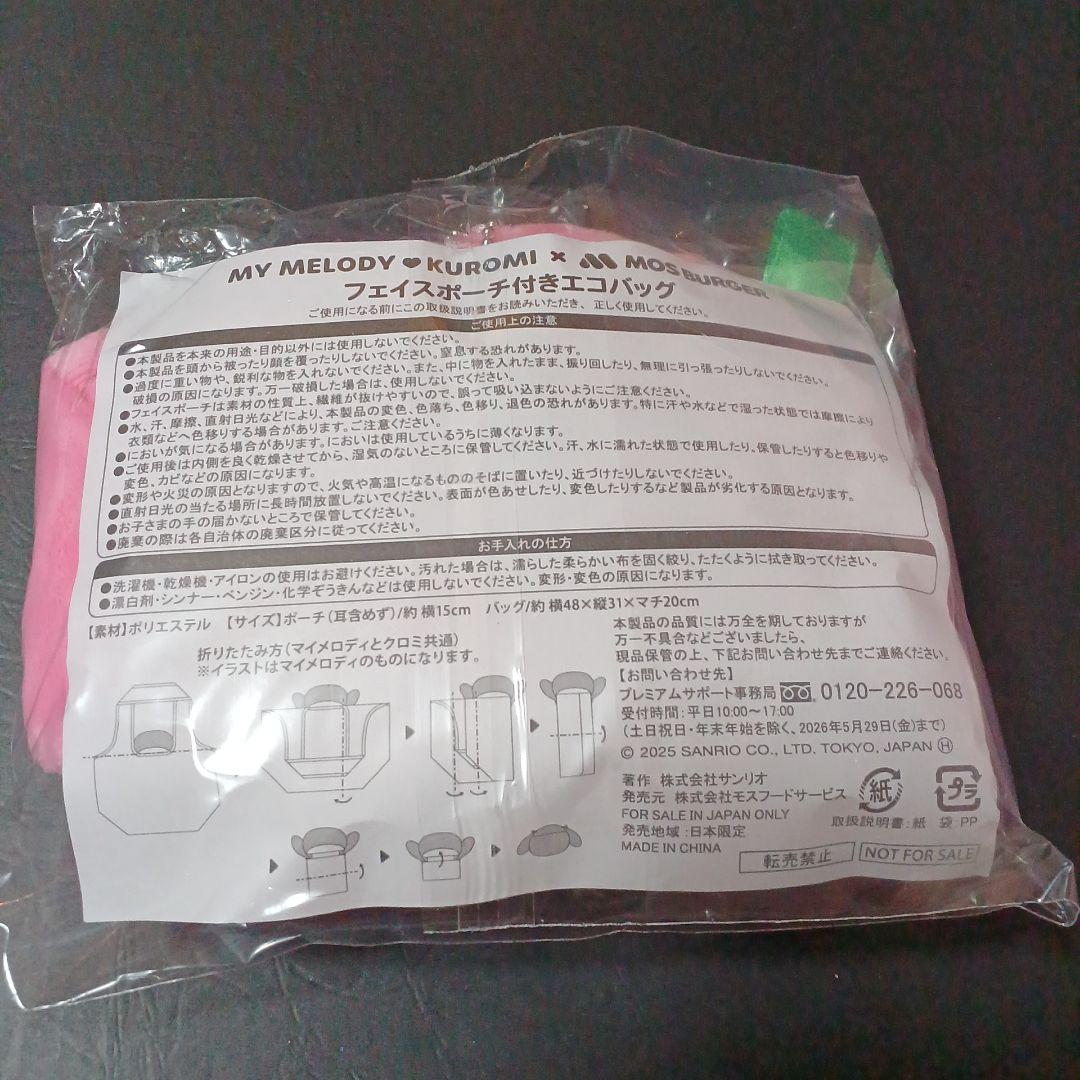 MY MELODY ♥ KUROMI × MOS BURGER
フェイスポーチ付きエコバッグ
ご使用になる前にこの取扱説明書をお読みいただき、正しく使用してください。
ご使用上の注意
●本製品を本来の用途・目的以外には使用しないでください。
●本製品を頭から被ったり顔を覆ったりしないでください。窒息する恐れがあります。
●過度に重い物や、鋭利な物を入れないでください。また、中に物を入れたまま、振り回したり、無理に引っ張ったりしないでください。
破損の原因になります。万一破損した場合は、使用しないでください。
●フェイスポーチは素材の性質上、繊維が抜けやすいので、誤って吸い込まないようにご注意ください。
●水、汗、摩擦、直射日光などにより、本製品の変色、色落ち、色移り、退色の恐れがあります。特に汗や水などで湿った状態では摩擦により
衣類などへ色移りする場合があります。ご注意ください。
●においが気になる場合があります。においは使用しているうちに薄くなります。
●ご使用後は内側を良く乾燥させてから、湿気のないところに保管してください。汗、水に濡れた状態で使用したり、保管したりすると色移りや
変色、カビなどの原因になります。
●変形や火災の原因となりますので、火気や高温になるもののそばに置いたり、近づけたりしないでください。
●直射日光の当たる場所に長時間放置しないでください。表面が色あせしたり、変色したりするなど製品が劣化する原因となります。
●お子さまの手の届かないところで保管してください。
●廃棄の際は各自治体の廃棄区分に従ってください。
お手入れの仕方
●洗濯機・乾燥機・アイロンの使用はお避けください。汚れた場合は、濡らした柔らかい布を固く絞り、たたくように拭き取ってください。
●漂白剤・シンナー・ベンジン・化学ぞうきんなどは使用しないでください。変形・変色の原因になります。
【素材】ポリエステル 【サイズ】ポーチ(耳含めず)/約 横15cm バッグ/約 横48×縦31×マチ20cm
折りたたみ方(マイメロディとクロミ共通)
※イラストはマイメロディのものになります。
本製品の品質には万全を期しておりますが
万一不具合などございましたら、
現品保管の上、下記お問い合わせ先までご連絡ください。
【お問い合わせ先】
プレミアムサポート事務局 0120-226-068
受付時間:平日10:00~17:00
(土日祝日・年末年始を除く、2026年5月29日(金)まで)
© 2025 SANRIO CO., LTD. TOKYO, JAPAN Ⓗ
著作 株式会社サンリオ
発売元 株式会社モスフードサービス
FOR SALE IN JAPAN ONLY
発売地域:日本限定
MADE IN CHINA
紙 プラ
取扱説明書:紙 袋:PP
転売禁止 NOT FOR SALE